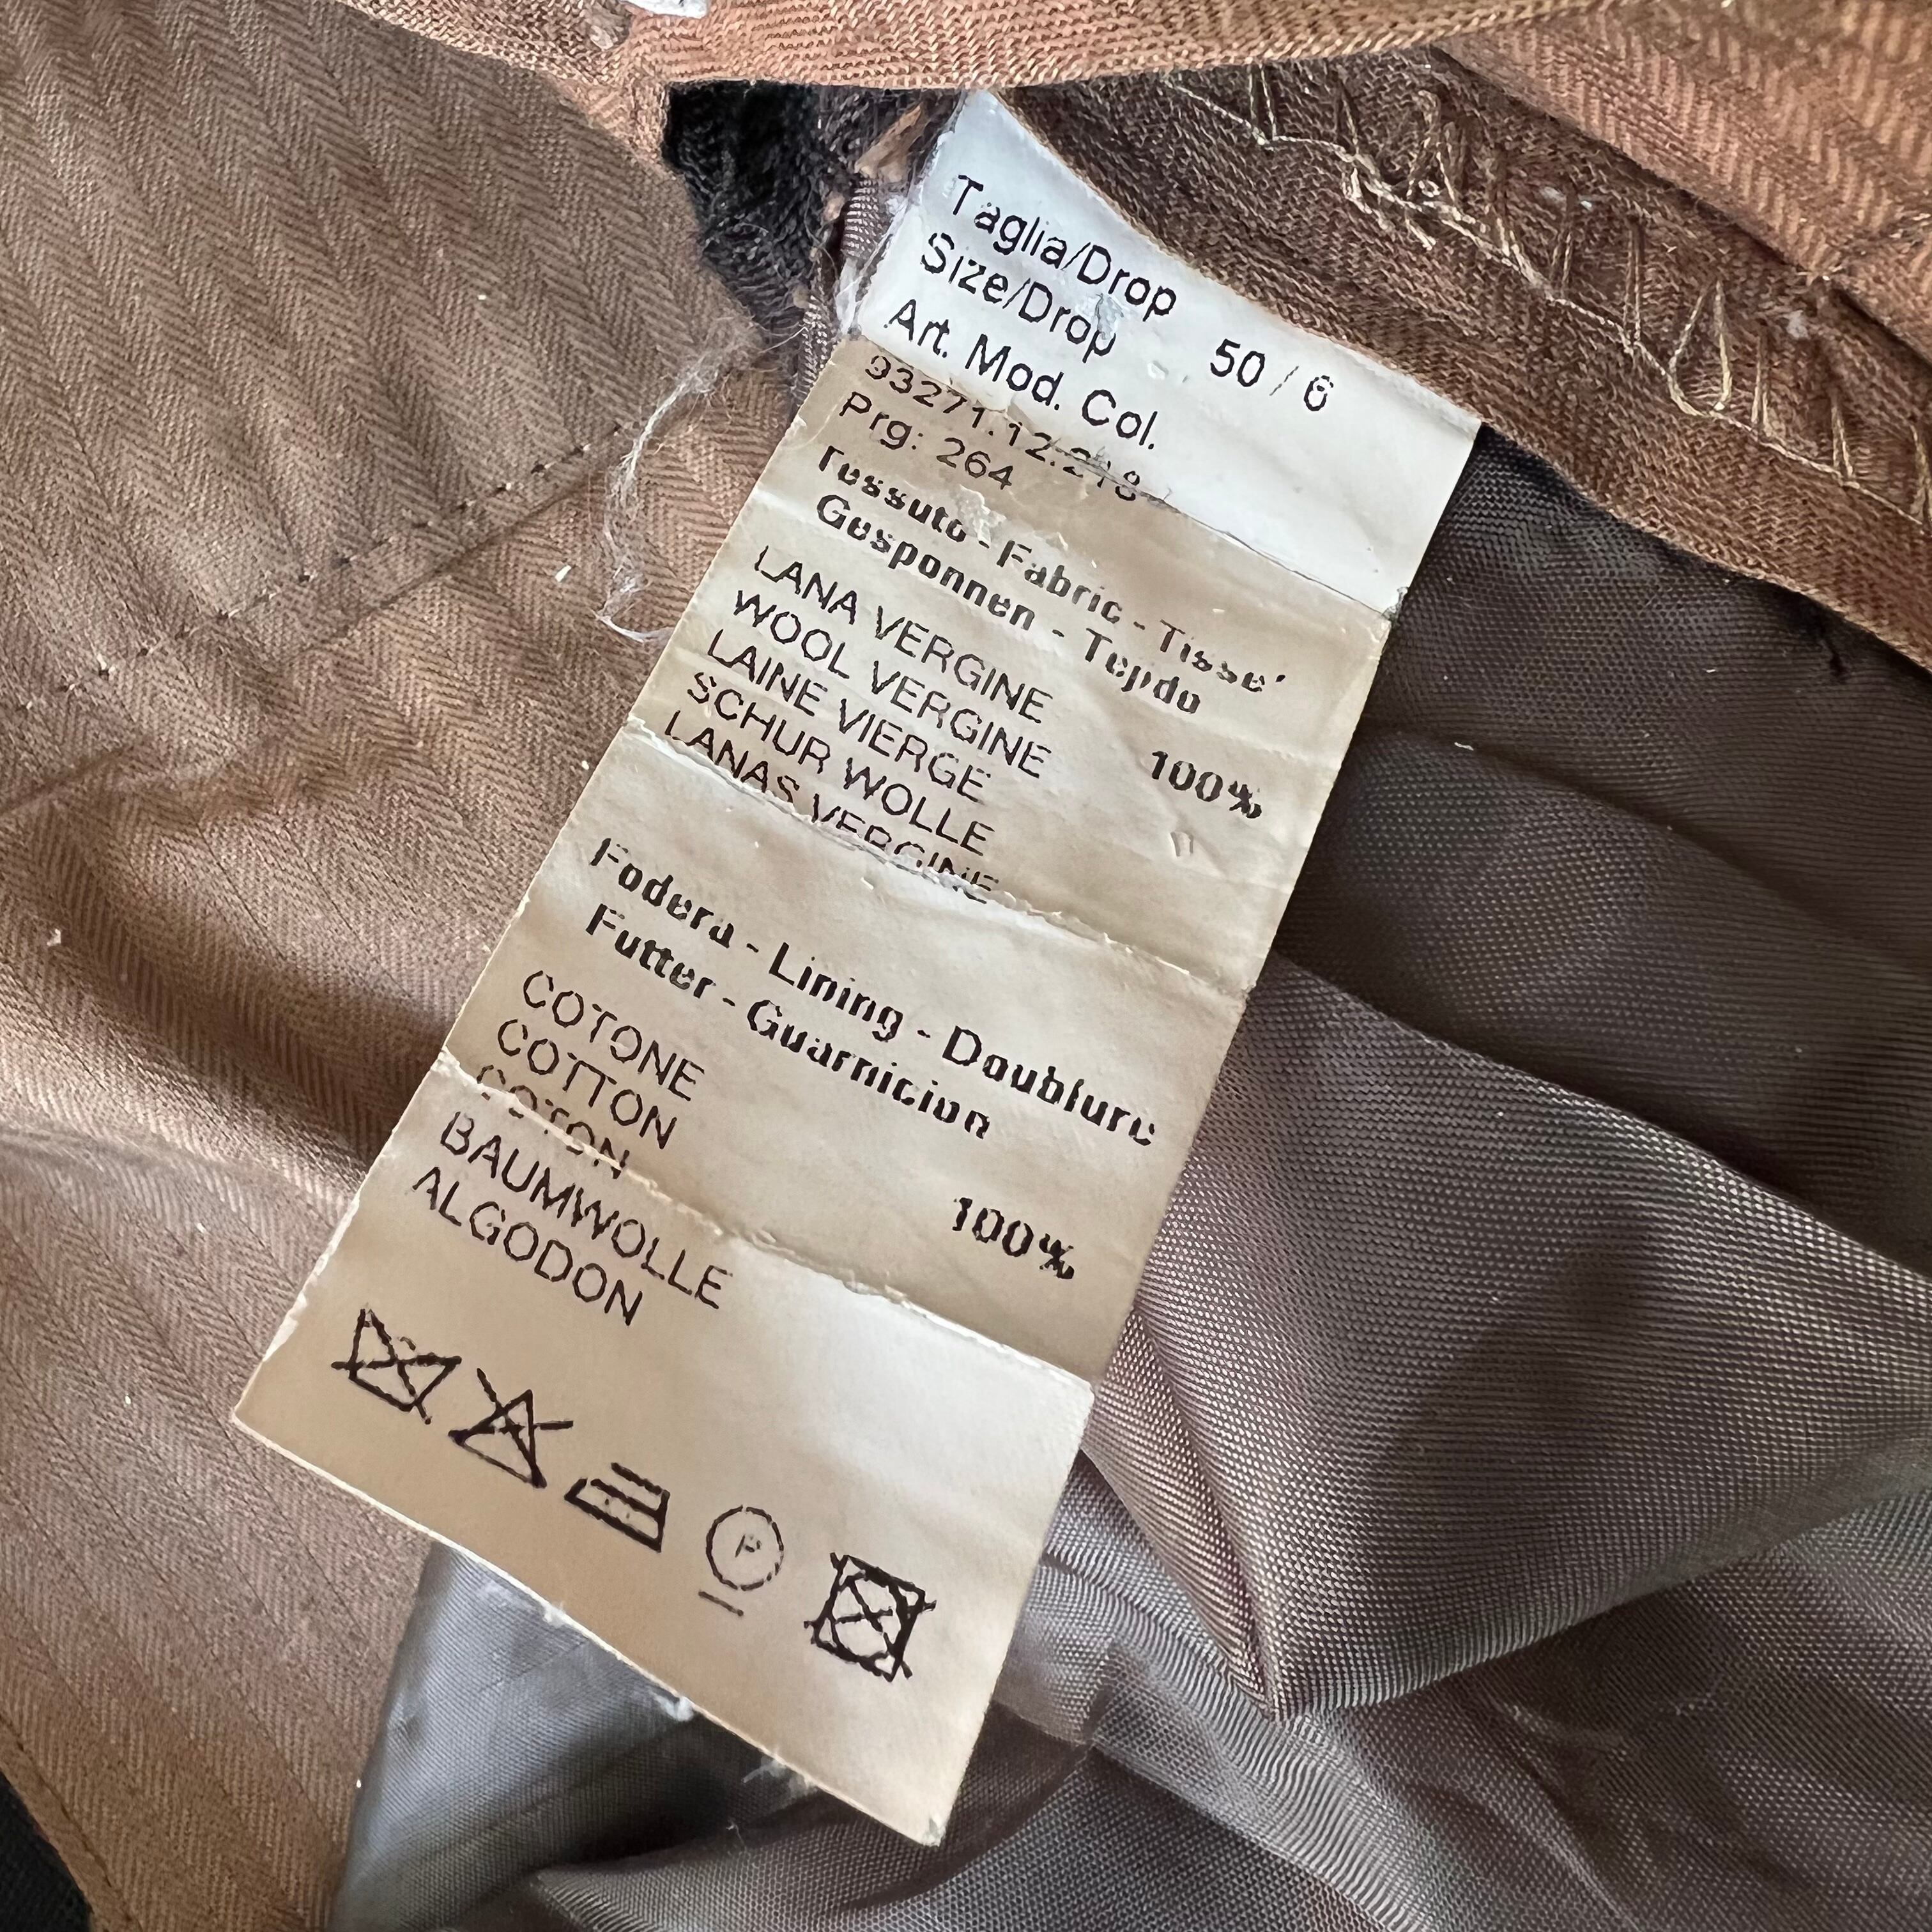 Taglia/Drop
Size/Drop 50 / 6
Art. Mod. Col.
93271.12.218
Prg: 264
Tessuto - Fabric - Tisse'
Gesponnen - Tejido
LANA VERGINE
WOOL VERGINE
LAINE VIERGE 100%
SCHUR WOLLE
LANAS VERGINE
Fodera - Lining - Doublure
Futter - Guarnicion
COTONE
COTTON
COTON 100%
BAUMWOLLE
ALGODON
P